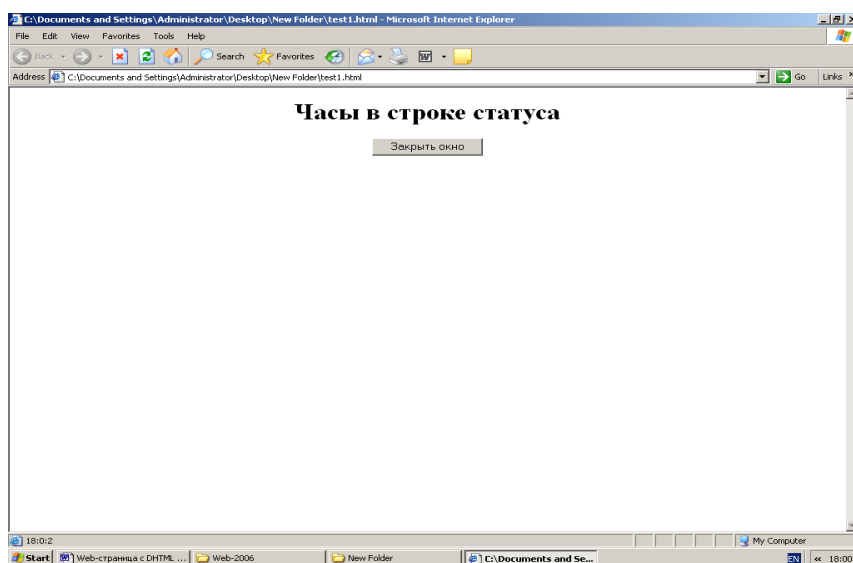 C:\Documents and Settings\Administrator\Desktop\New Folder\test1.html - Microsoft Internet Explorer
File Edit View Favorites Tools Help
Back Search Favorites
Address C:\Documents and Settings\Administrator\Desktop\New Folder\test1.html Go Links
Часы в строке статуса
Закрыть окно
18:0:2 My Computer
Start Web-страница с DHTML ... Web-2006 New Folder C:\Documents and Se... EN « 18:00